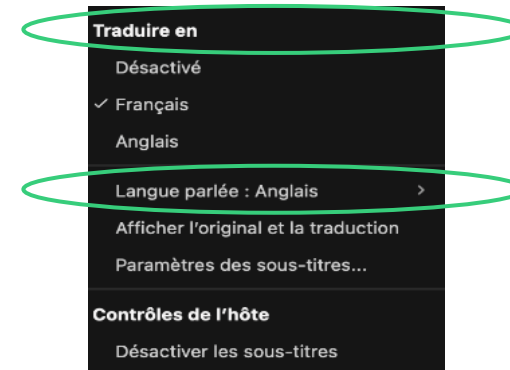 Traduire en
Désactivé
✓ Français
Anglais
Langue parlée : Anglais >
Afficher l'original et la traduction
Paramètres des sous-titres...
Contrôles de l'hôte
Désactiver les sous-titres